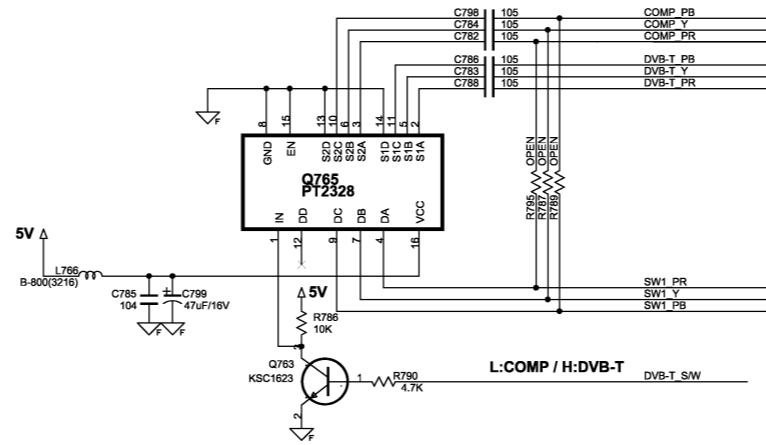 C798 105 COMP_PB
C784 105 COMP_Y
C782 105 COMP_PR
C786 105 DVB-T_PB
C783 105 DVB-T_Y
C788 105 DVB-T_PR
F
8 15 13 10 6 3 14 11 5 2
GND EN S2D S2C S2B S2A S1D S1C S1B S1A
Q765
PT2328
IN DD DC DB DA VCC
1 12 9 7 4 16
OPEN OPEN OPEN
R795 R787 R789
5V
L766
B-800(3216)
C785
104
+
C799
47uF/16V
F F
SW1_PR
SW1_Y
SW1_PB
5V
R786
10K
3
Q763
KSC1623
1
R790
4.7K
L:COMP / H:DVB-T
DVB-T_S/W
2
F